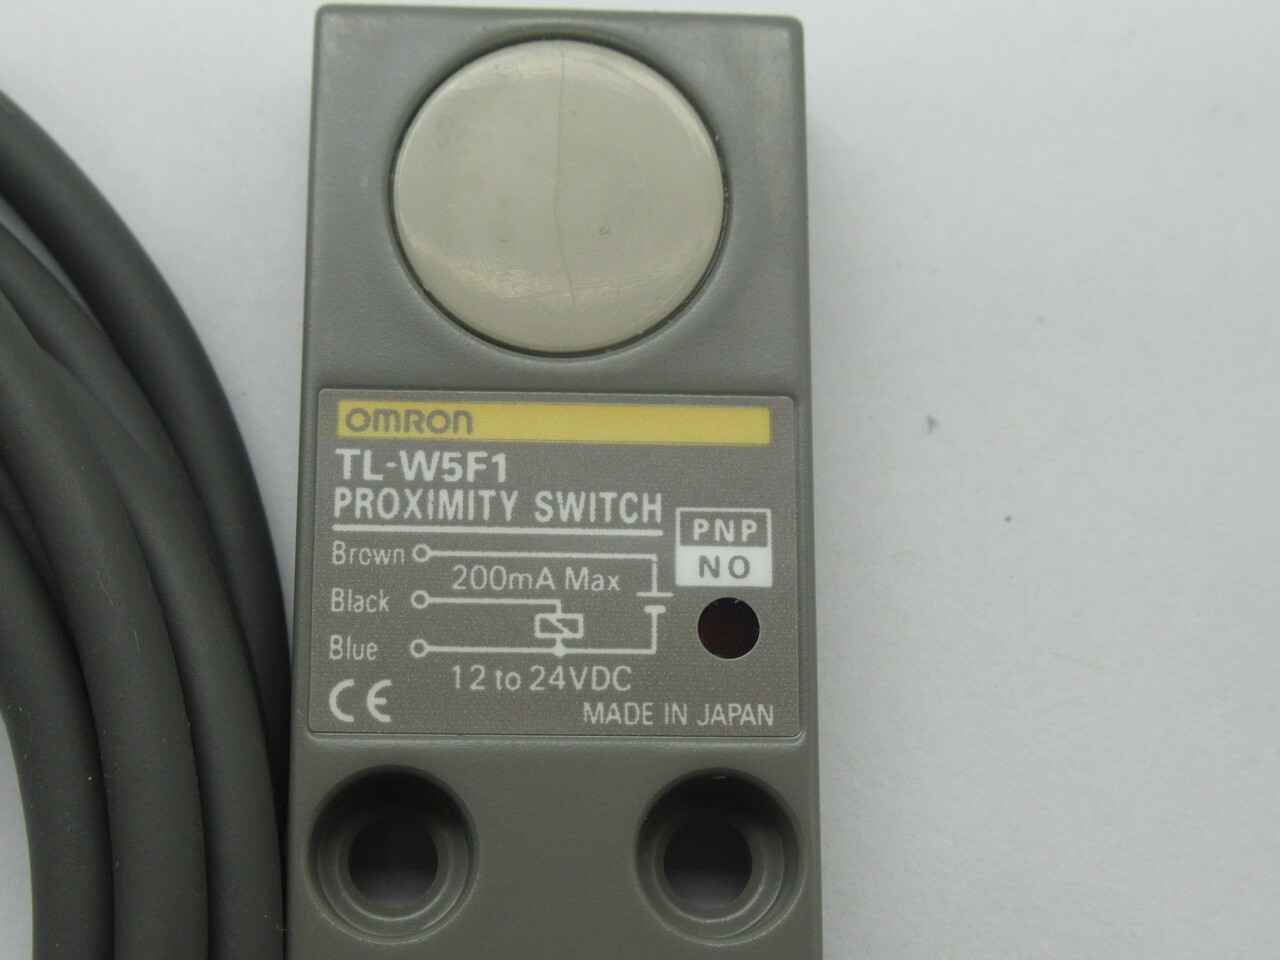 OMRON
TL-W5F1
PROXIMITY SWITCH
PNP
NO
Brown
200mA Max
Black
Blue
12 to 24VDC
CE
MADE IN JAPAN